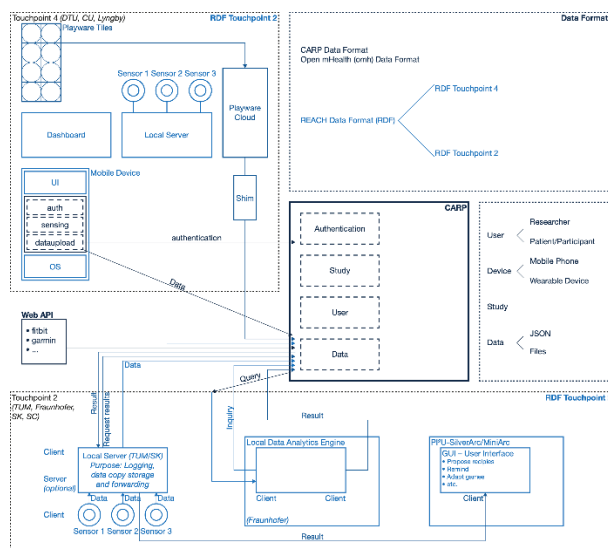 Touchpoint 4 (DTU, CU, Lyngby)
RDF Touchpoint 2
Playware Tiles
Sensor 1 Sensor 2 Sensor 3
Dashboard
Local Server
Playware
Cloud
Mobile Device
UI
auth
sensing
dataupload
OS
Shim
authentication
Data
Data Format
CARP Data Format
Open mHealth (omh) Data Format
REACH Data Format (RDF)
RDF Touchpoint 4
RDF Touchpoint 2
CARP
Authentication
Study
User
Data
User
Researcher
Patient/Participant
Device
Mobile Phone
Wearable Device
Study
Data
JSON
Files
Web API
• fitbit
• garmin
• ...
Result
Request results
Data
Query
Inquiry
Result
Touchpoint 2
(TUM, Fraunhofer,
SK, SC)
RDF Touchpoint
Client
Server
(optional)
Client
Local Server (TUM/SK)
Purpose: Logging,
data copy storage
and forwarding
Data Data Data
Sensor 1 Sensor 2 Sensor 3
Local Data Analytics Engine
Client Client
(Fraunhofer)
Result
PI²U-SilverArc/MiniArc
GUI – User Interface
• Propose recipies
• Remind
• Adapt games
• etc.
Client